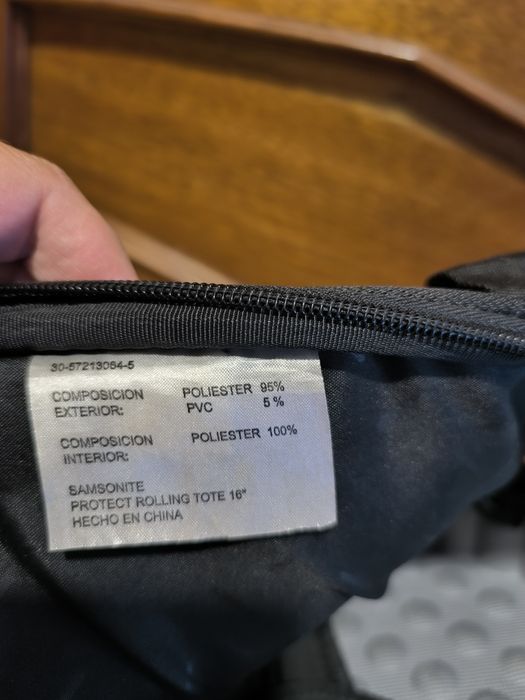 30-57213084-5
COMPOSICION POLIESTER 95%
EXTERIOR: PVC 5 %
COMPOSICION POLIESTER 100%
INTERIOR:
SAMSONITE
PROTECT ROLLING TOTE 16"
HECHO EN CHINA